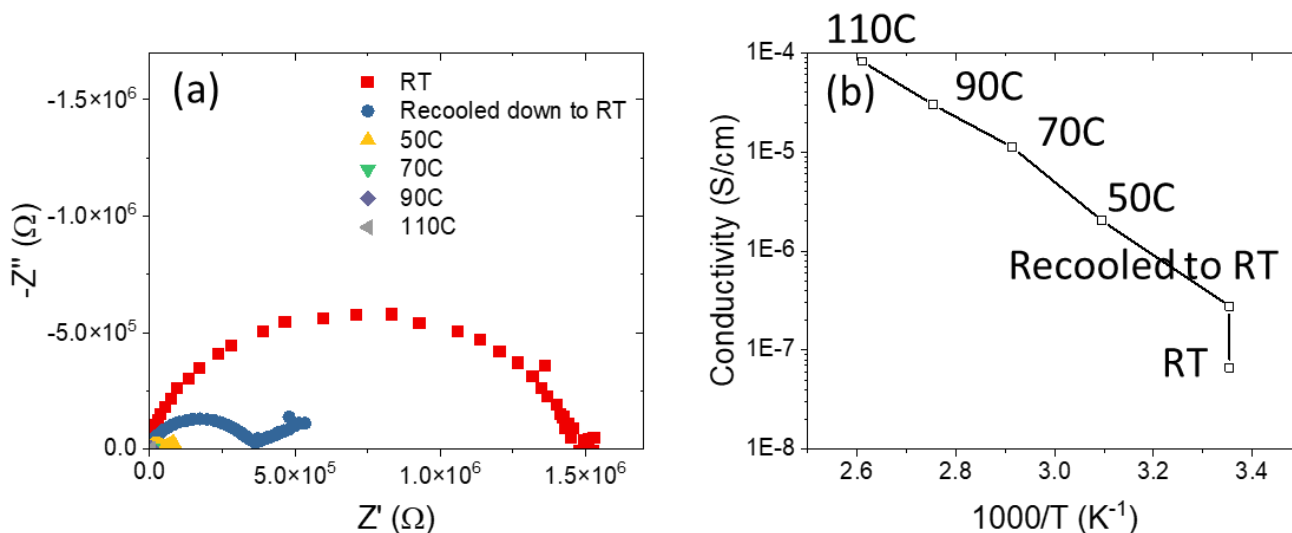 (a)
RT
Recooled down to RT
50C
70C
90C
110C
-1.5×10⁶
-1.0×10⁶
-5.0×10⁵
0.0
-Z'' (Ω)
0.0
5.0×10⁵
1.0×10⁶
1.5×10⁶
Z' (Ω)
110C
(b)
90C
70C
50C
Recooled to RT
RT
1E-4
1E-5
1E-6
1E-7
1E-8
Conductivity (S/cm)
2.6
2.8
3.0
3.2
3.4
1000/T (K⁻¹)